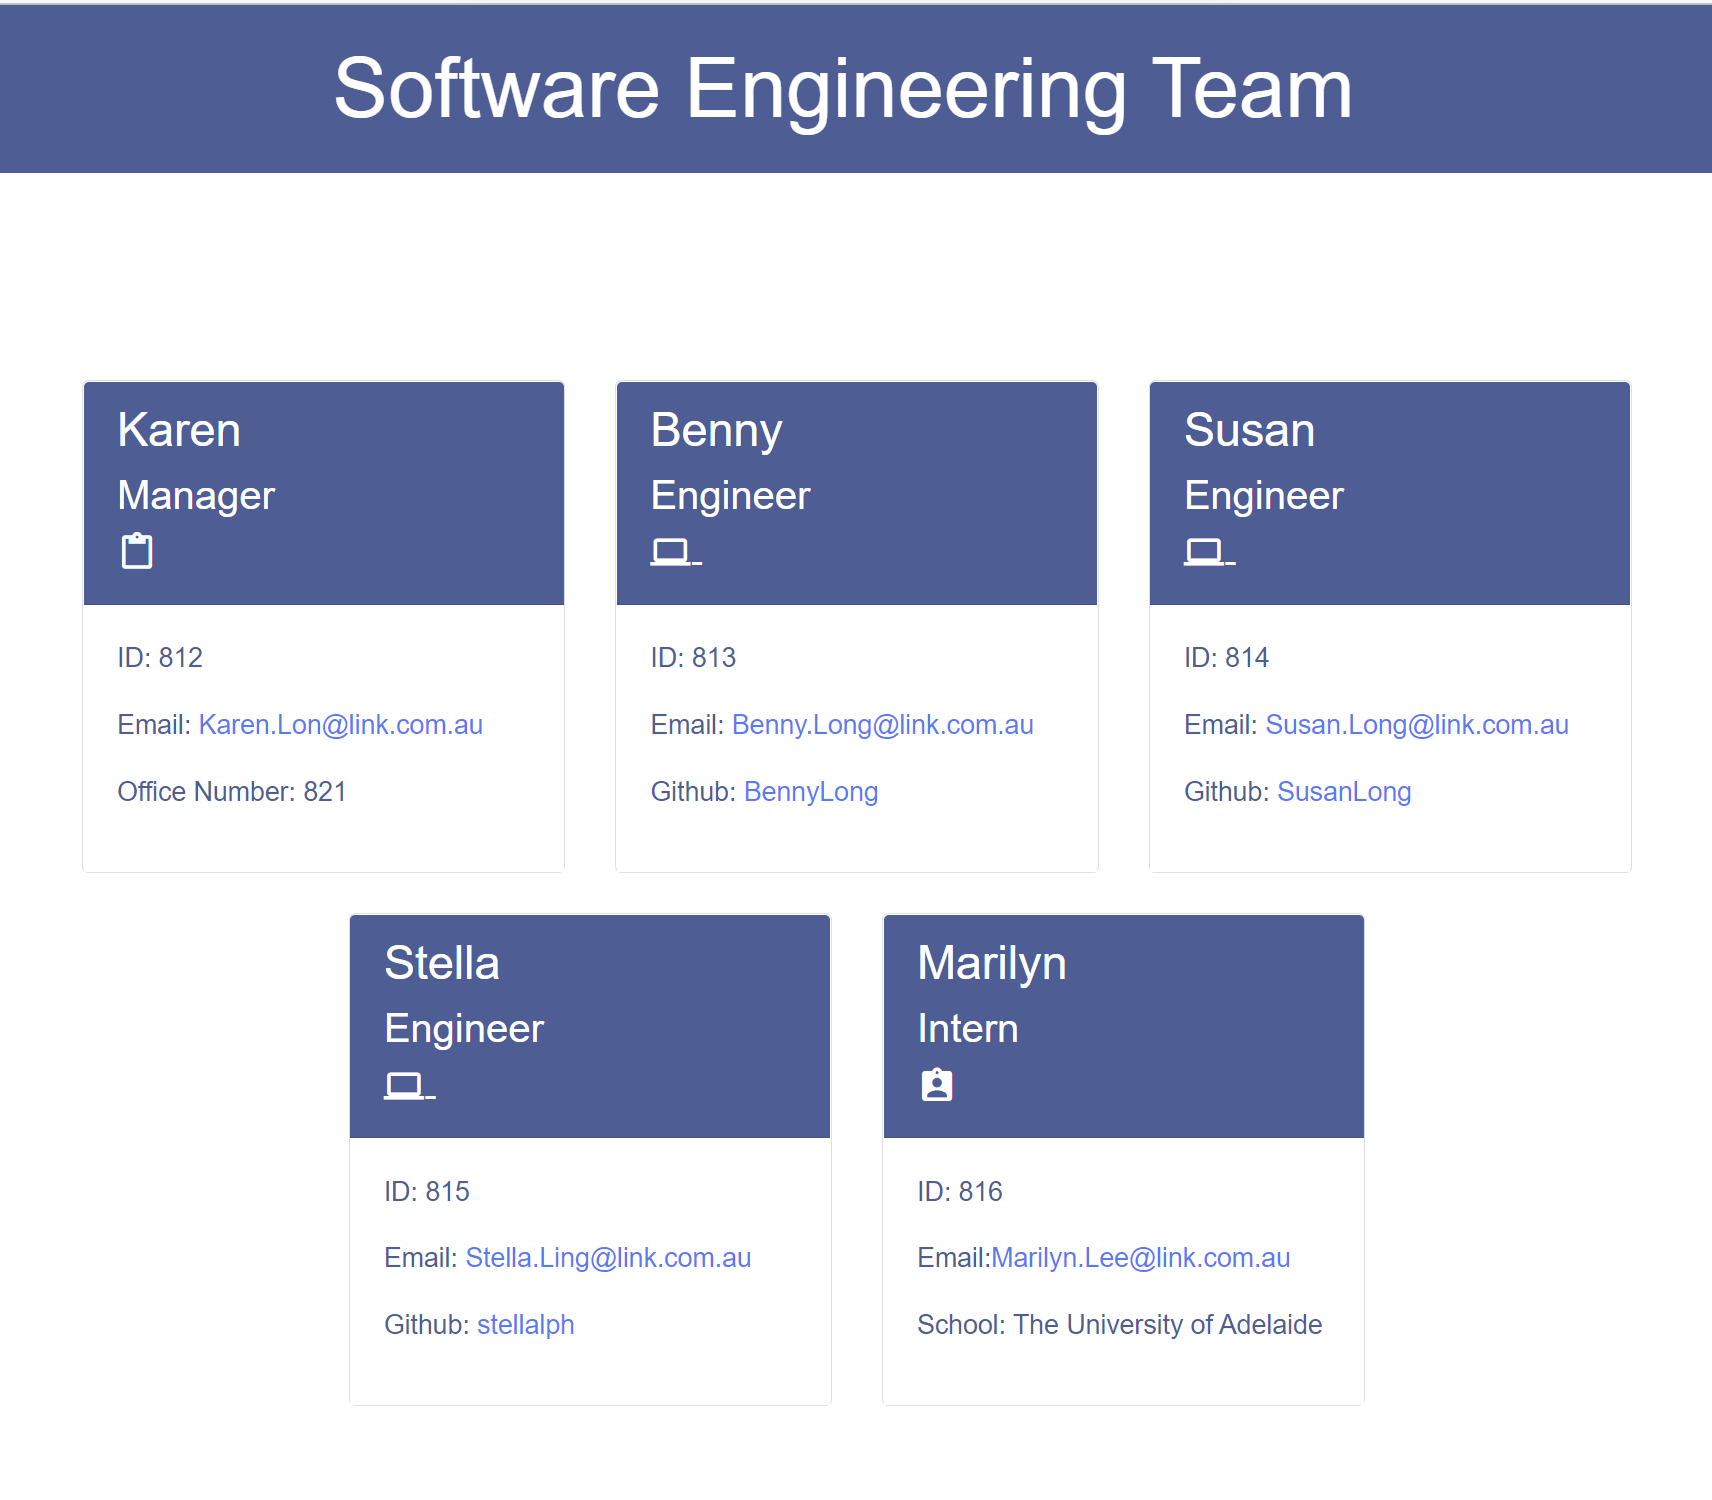 Software Engineering Team
Karen
Manager
ID: 812
Email: Karen.Lon@link.com.au
Office Number: 821
Benny
Engineer
ID: 813
Email: Benny.Long@link.com.au
Github: BennyLong
Susan
Engineer
ID: 814
Email: Susan.Long@link.com.au
Github: SusanLong
Stella
Engineer
ID: 815
Email: Stella.Ling@link.com.au
Github: stellalph
Marilyn
Intern
ID: 816
Email:Marilyn.Lee@link.com.au
School: The University of Adelaide